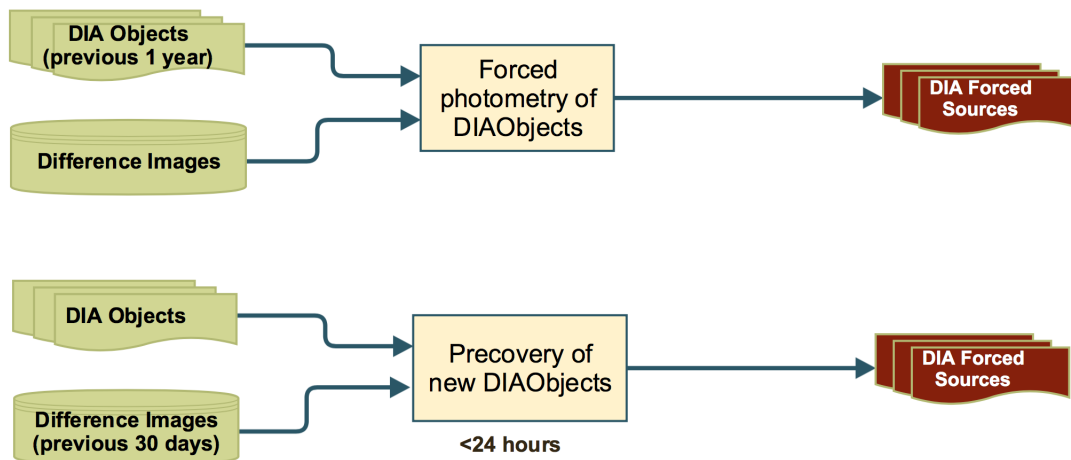 DIA Objects
(previous 1 year)
Difference Images
Forced
photometry of
DIAObjects
DIA Forced
Sources
DIA Objects
Difference Images
(previous 30 days)
Precovery of
new DIAObjects
<24 hours
DIA Forced
Sources